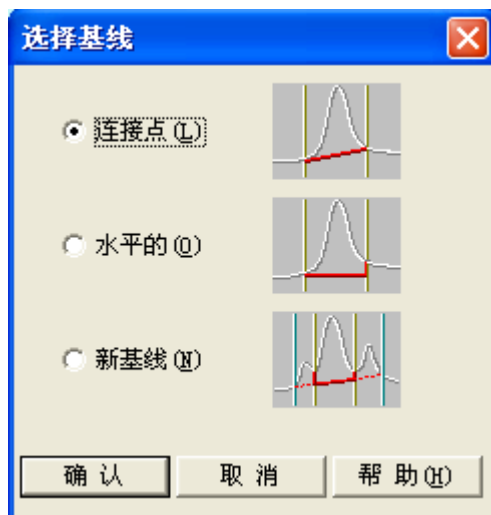 选择基线
连接点(L)
水平的(O)
新基线(N)
确 认
取 消
帮 助(H)